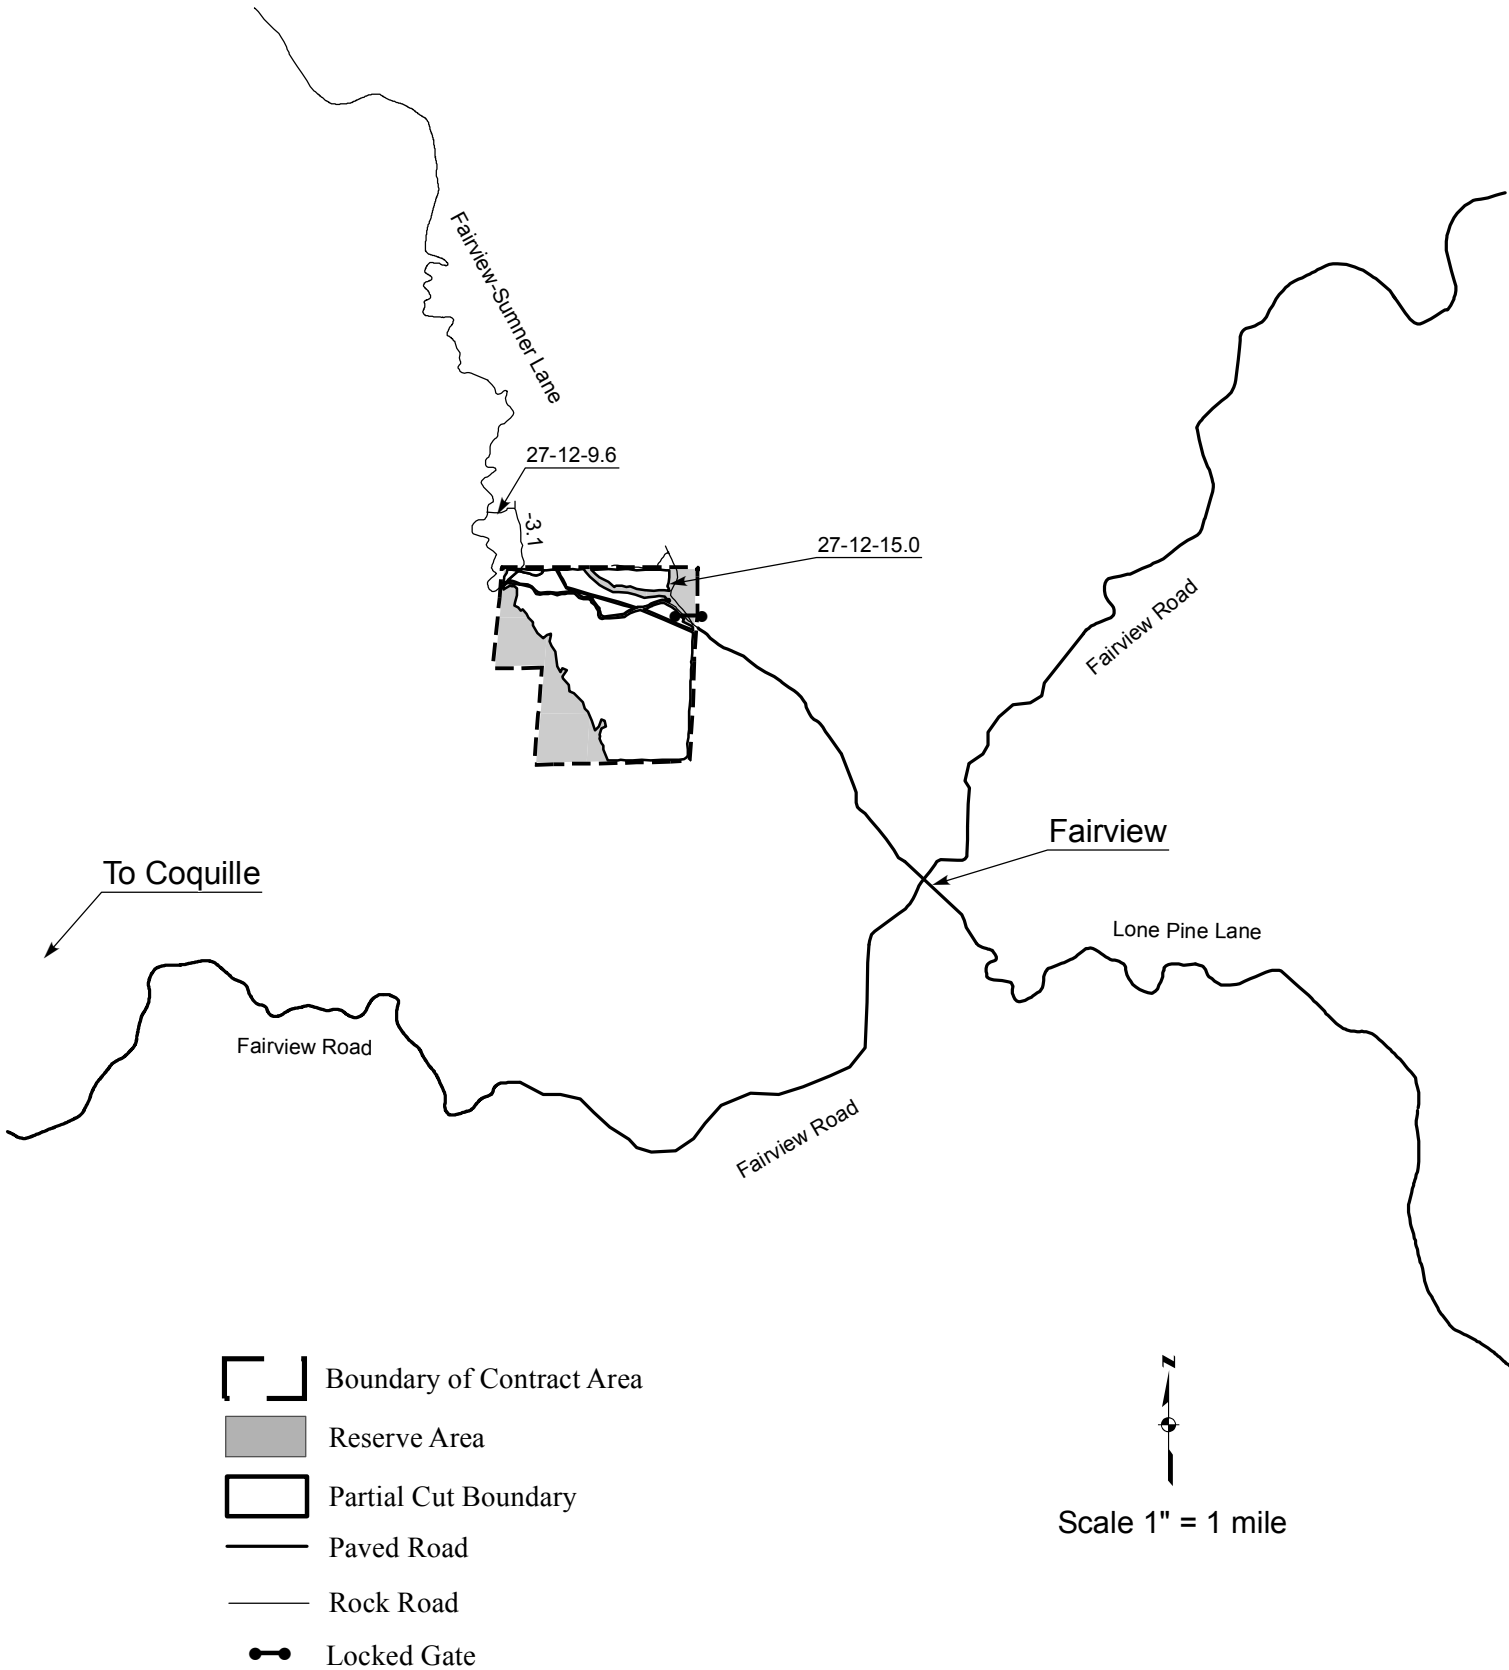 Fairview-Sumner Lane
27-12-9.6
-3.1
27-12-15.0
Fairview Road
Fairview
To Coquille
Lone Pine Lane
Fairview Road
Fairview Road
Boundary of Contract Area
Reserve Area
Partial Cut Boundary
Paved Road
Rock Road
Locked Gate
N
Scale 1" = 1 mile